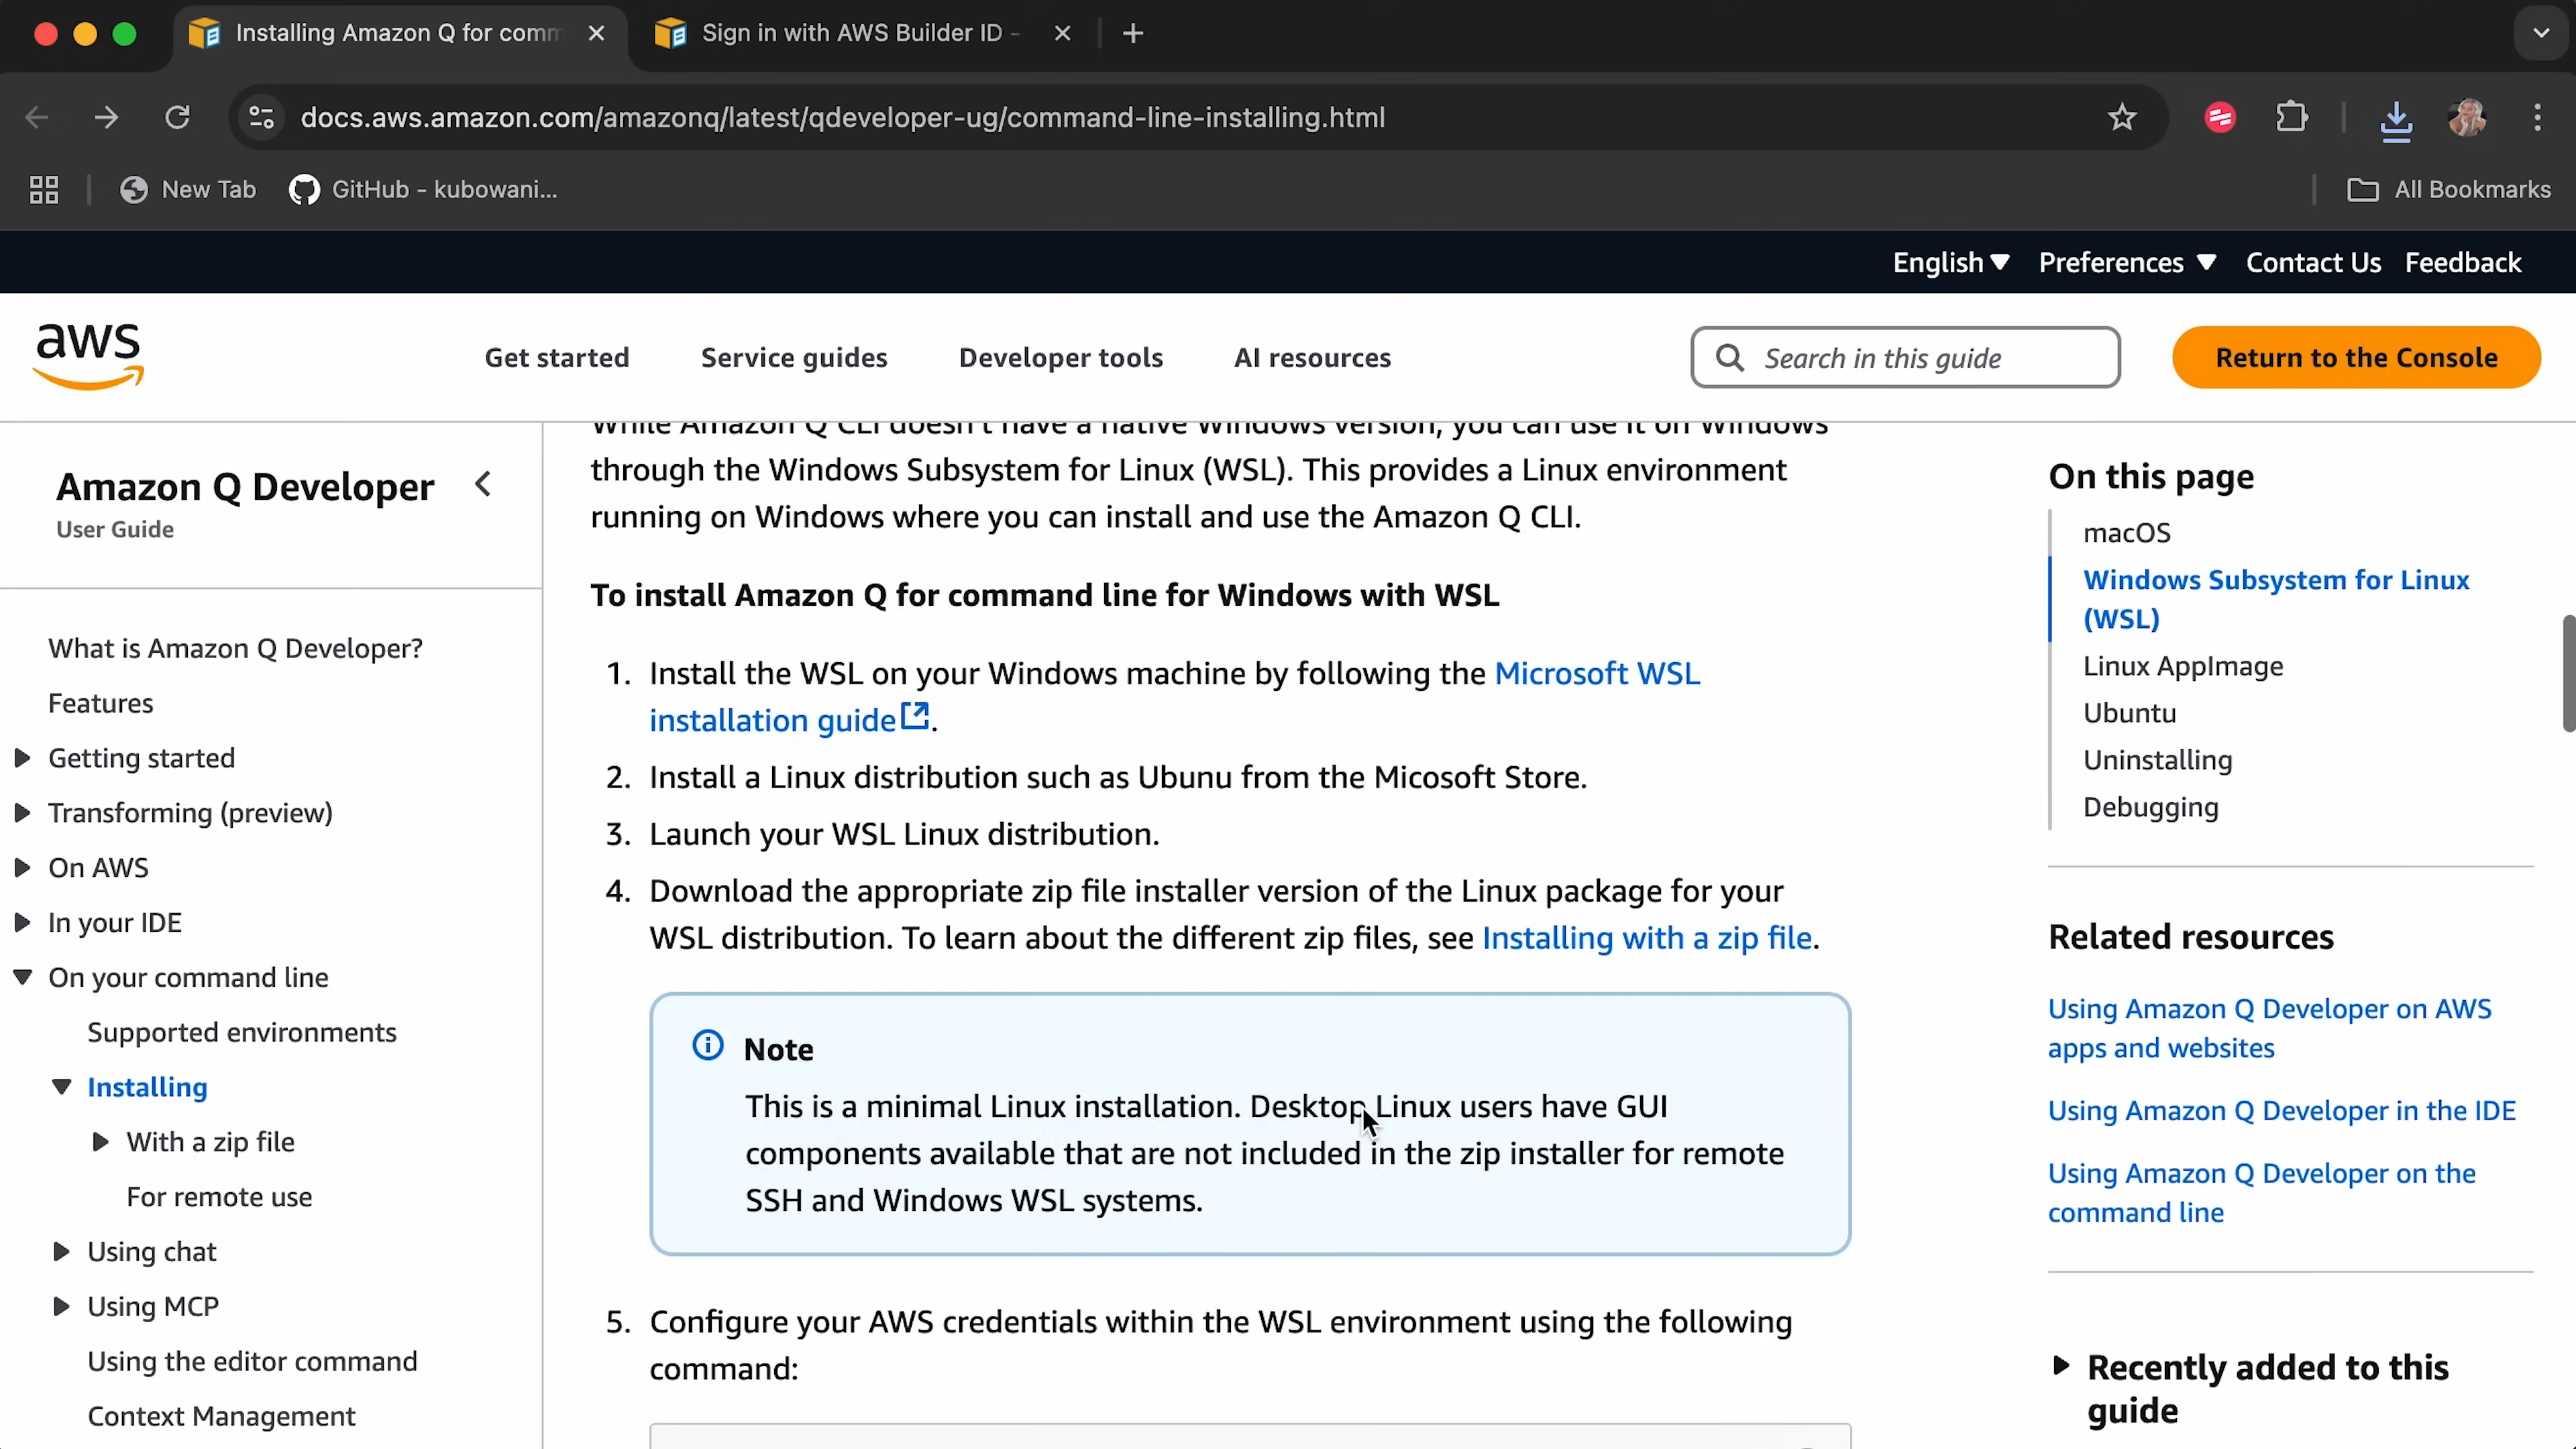 Installing Amazon Q for comm
Sign in with AWS Builder ID -
docs.aws.amazon.com/amazonq/latest/qdeveloper-ug/command-line-installing.html
New Tab
GitHub - kubowani...
All Bookmarks
English
Preferences
Contact Us
Feedback
aws
Get started
Service guides
Developer tools
AI resources
Search in this guide
Return to the Console
Amazon Q Developer
User Guide
What is Amazon Q Developer?
Features
Getting started
Transforming (preview)
On AWS
In your IDE
On your command line
Supported environments
Installing
With a zip file
For remote use
Using chat
Using MCP
Using the editor command
Context Management
While Amazon Q CLI doesn't have a native Windows version, you can use it on Windows
through the Windows Subsystem for Linux (WSL). This provides a Linux environment
running on Windows where you can install and use the Amazon Q CLI.
To install Amazon Q for command line for Windows with WSL
1. Install the WSL on your Windows machine by following the Microsoft WSL
installation guide.
2. Install a Linux distribution such as Ubunu from the Micosoft Store.
3. Launch your WSL Linux distribution.
4. Download the appropriate zip file installer version of the Linux package for your
WSL distribution. To learn about the different zip files, see Installing with a zip file.
Note
This is a minimal Linux installation. Desktop Linux users have GUI
components available that are not included in the zip installer for remote
SSH and Windows WSL systems.
5. Configure your AWS credentials within the WSL environment using the following
command:
On this page
macOS
Windows Subsystem for Linux
(WSL)
Linux AppImage
Ubuntu
Uninstalling
Debugging
Related resources
Using Amazon Q Developer on AWS
apps and websites
Using Amazon Q Developer in the IDE
Using Amazon Q Developer on the
command line
Recently added to this
guide